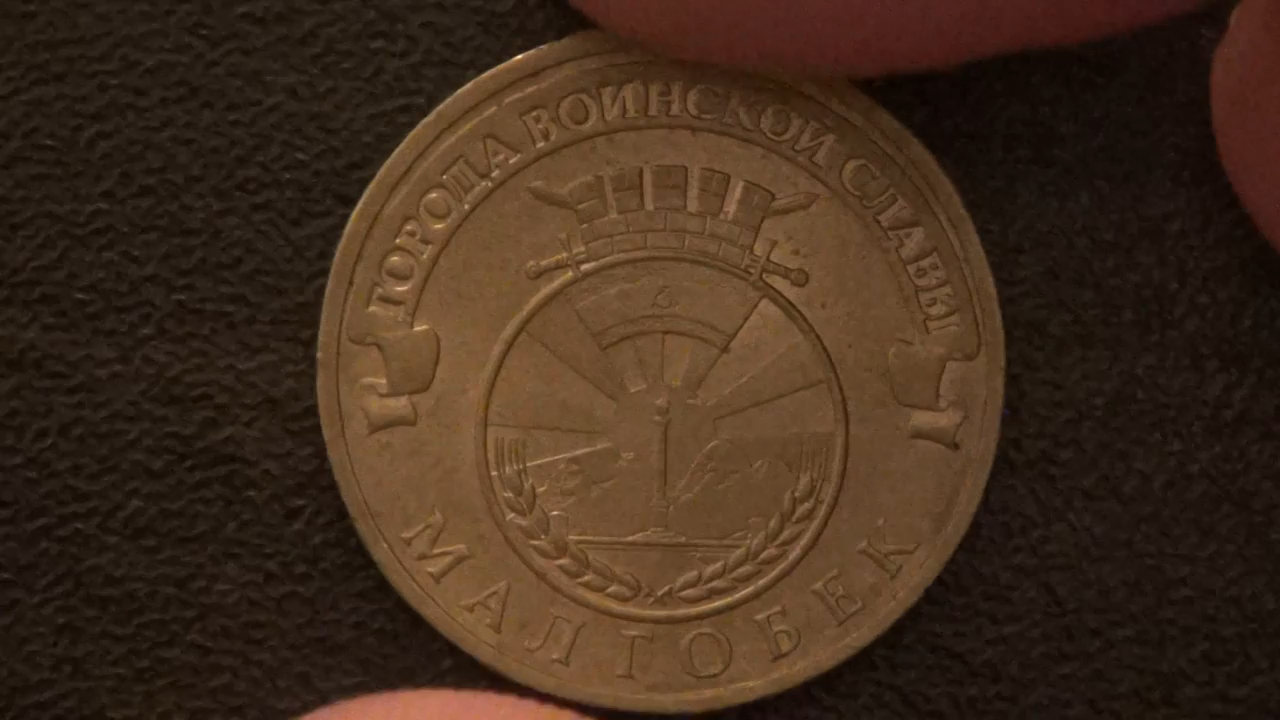 ГОРОДА ВОИНСКОЙ СЛАВЫ
МАЛГОБЕК